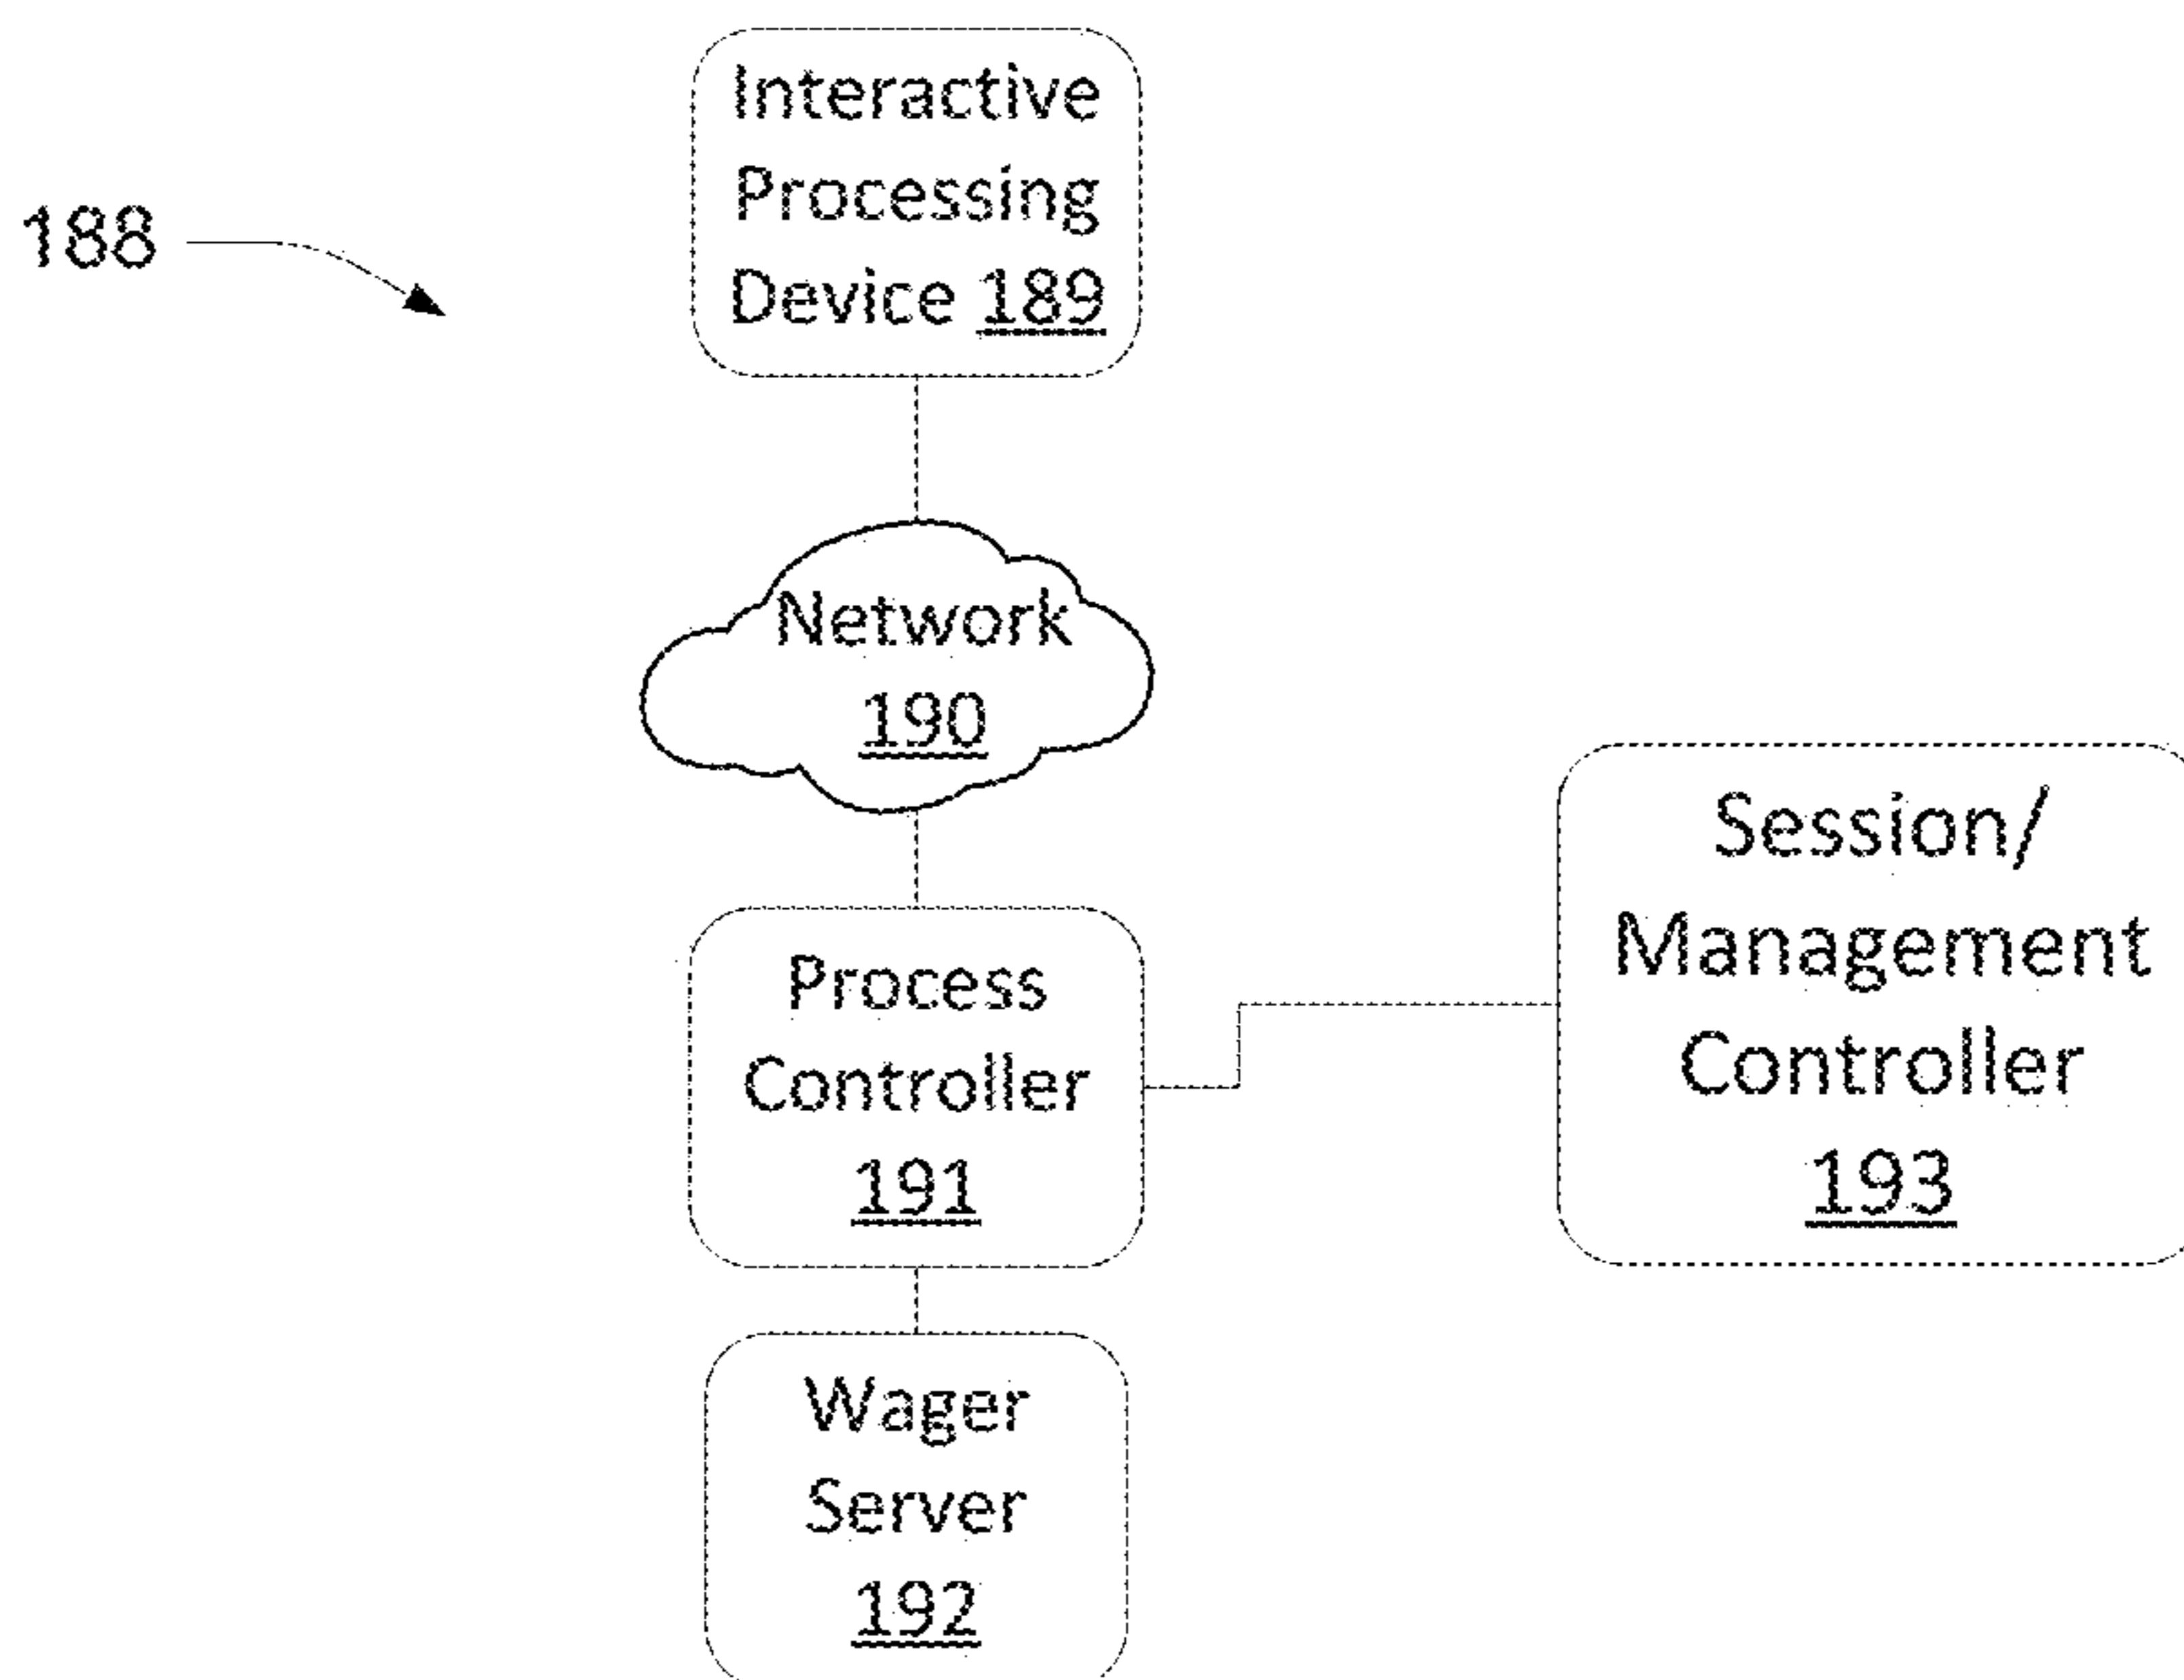 Interactive
Processing
Device 189
188
Network
190
Process
Controller
191
Session/
Management
Controller
193
Wager
Server
192